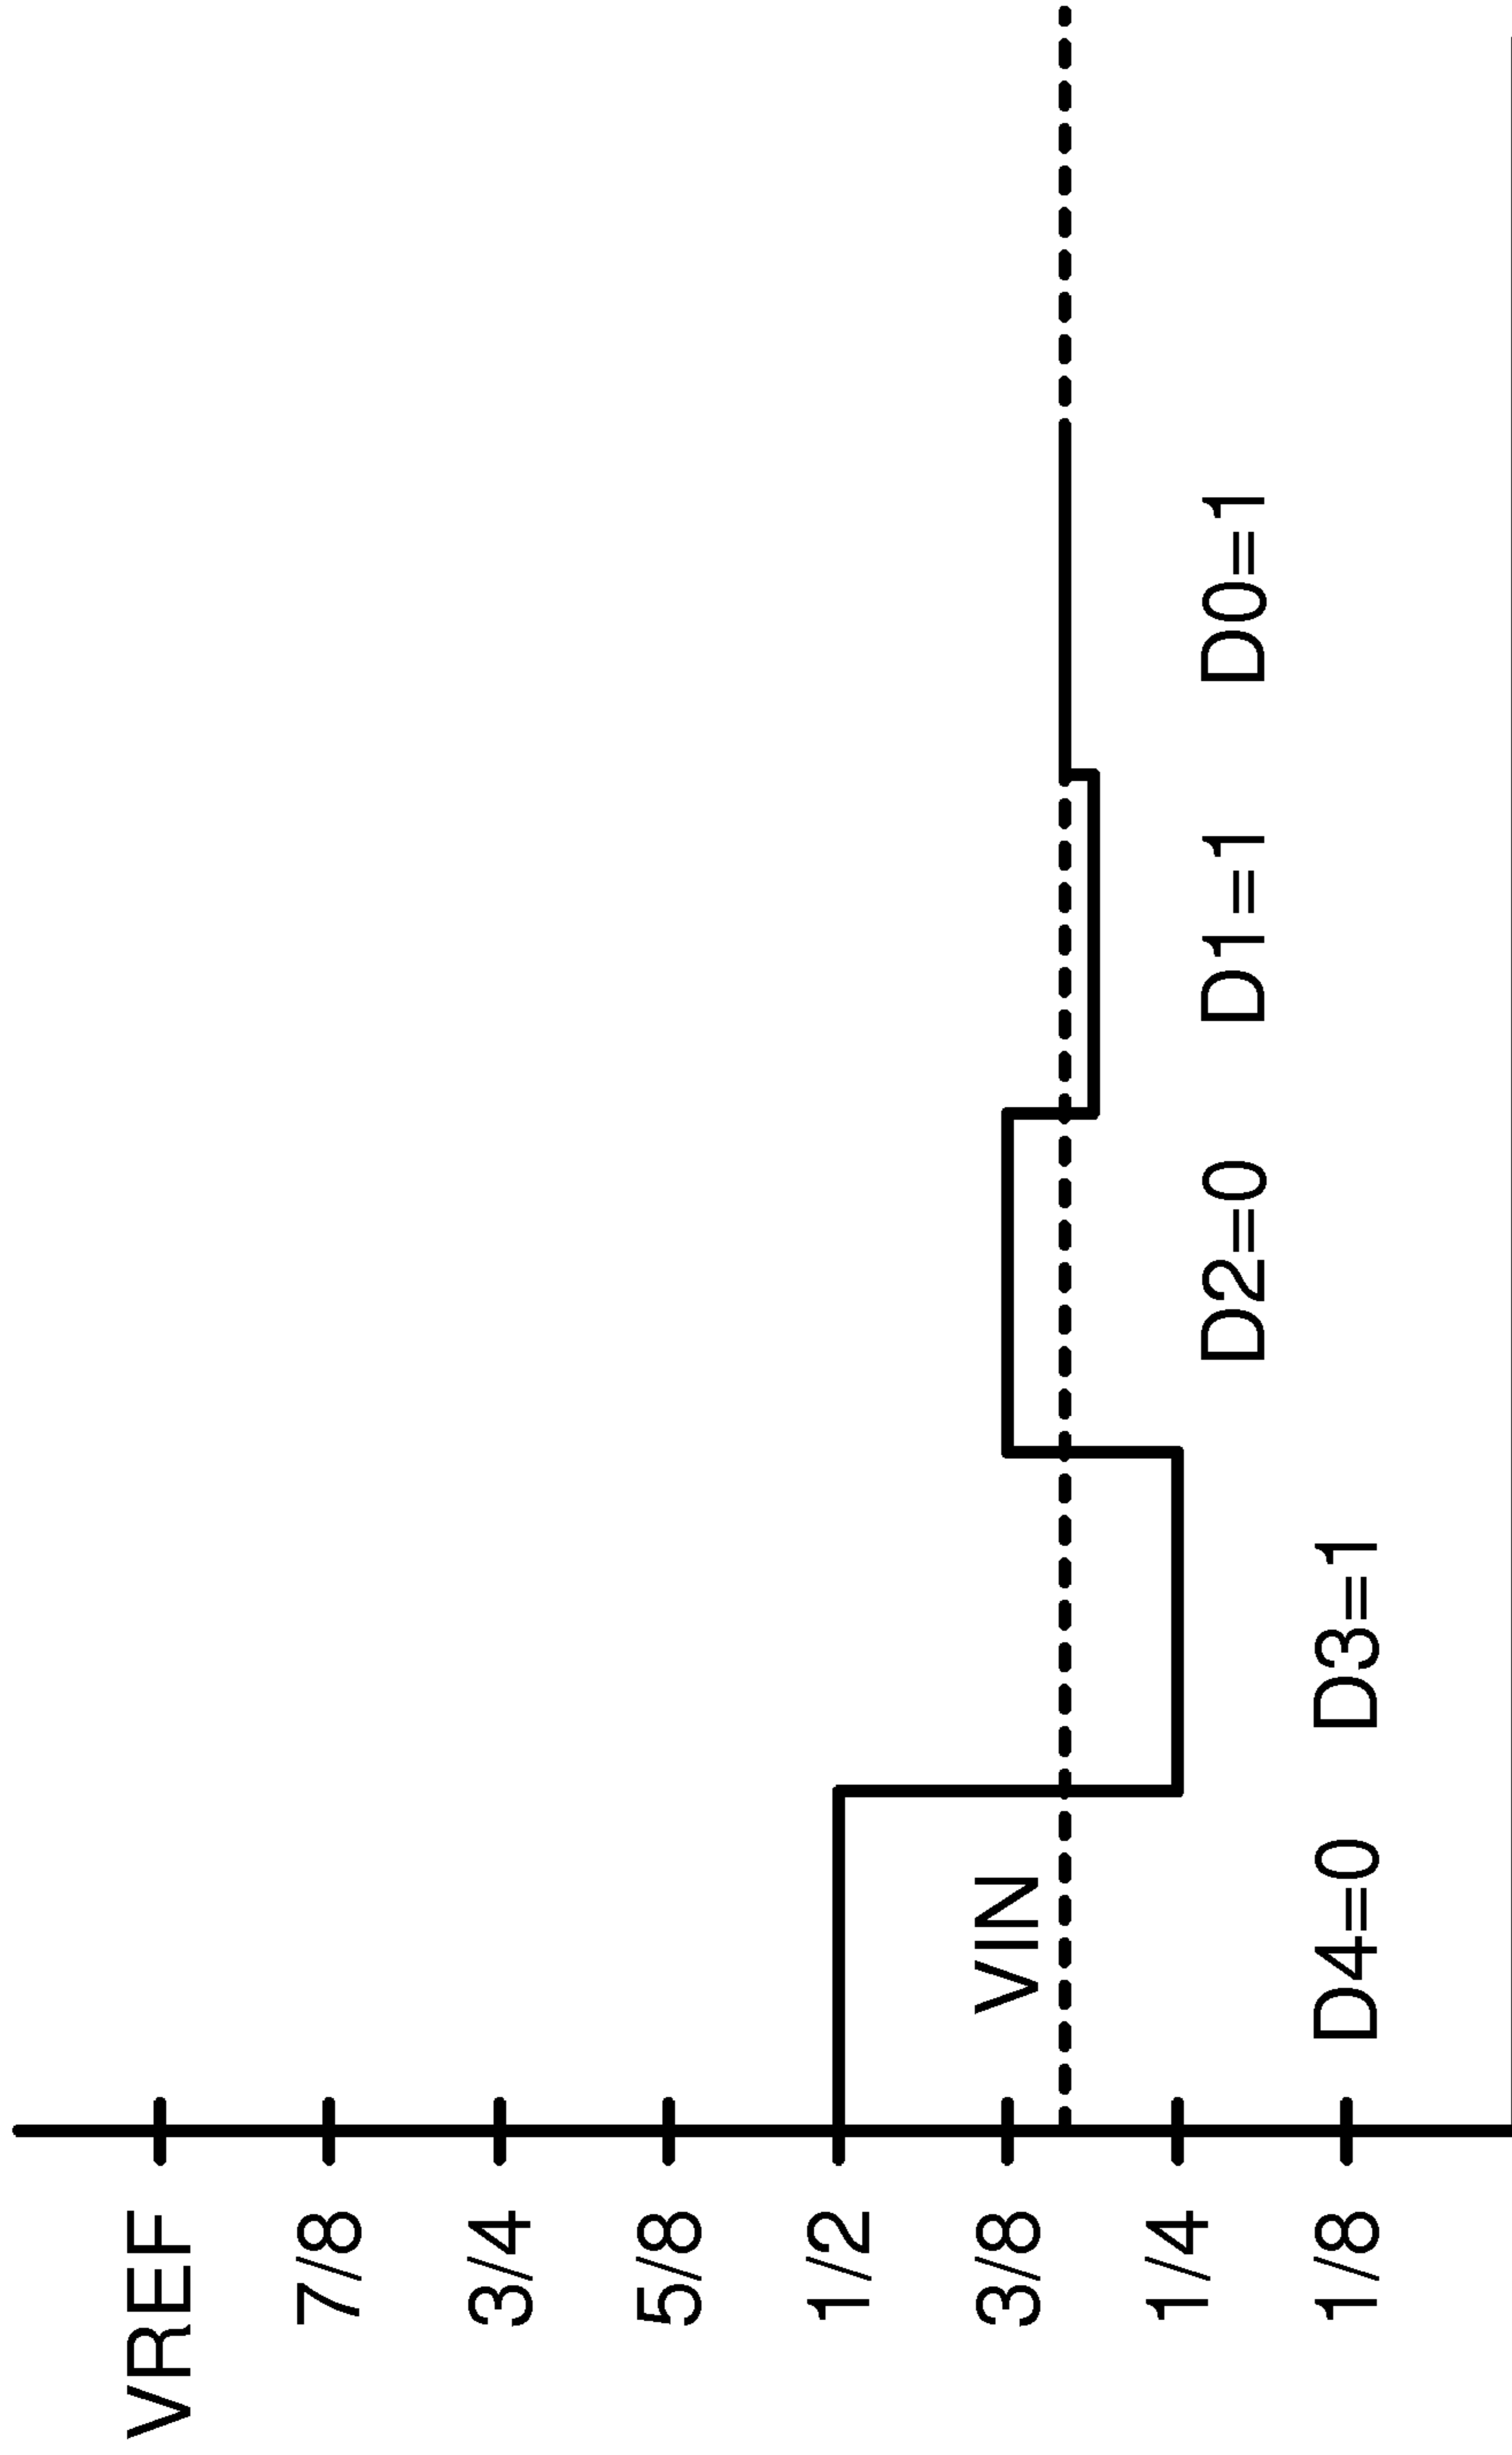 VREF
7/8
3/4
5/8
1/2
3/8
1/4
1/8
VIN
D4=0
D3=1
D2=0
D1=1
D0=1